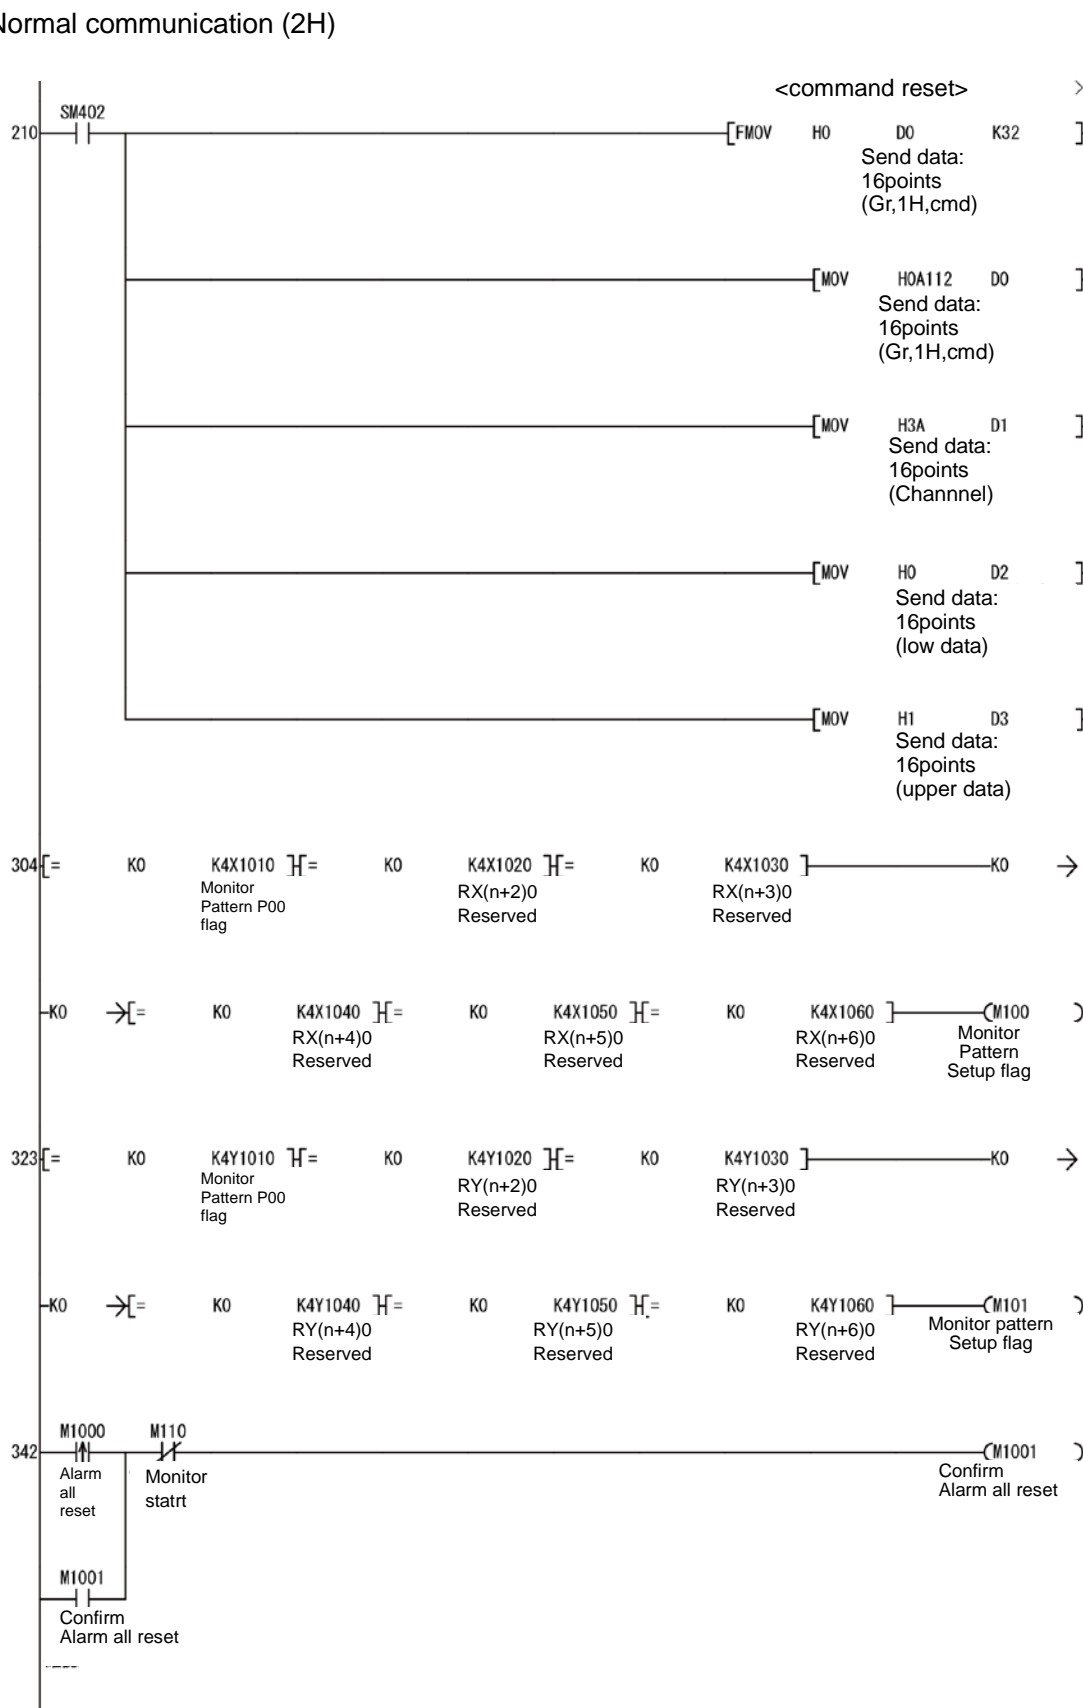 Normal communication (2H)
<command reset>
SM402
210
FMOV H0 D0 K32
Send data:
16points
(Gr,1H,cmd)
MOV H0A112 D0
Send data:
16points
(Gr,1H,cmd)
MOV H3A D1
Send data:
16points
(Channnel)
MOV H0 D2
Send data:
16points
(low data)
MOV H1 D3
Send data:
16points
(upper data)
304 [= K0 K4X1010 ][= K0 K4X1020 ][= K0 K4X1030 ] K0
Monitor
Pattern P00
flag
RX(n+2)0
Reserved
RX(n+3)0
Reserved
K0 [= K0 K4X1040 ][= K0 K4X1050 ][= K0 K4X1060 ] (M100 )
RX(n+4)0
Reserved
RX(n+5)0
Reserved
RX(n+6)0
Reserved
Monitor
Pattern
Setup flag
323 [= K0 K4Y1010 ][= K0 K4Y1020 ][= K0 K4Y1030 ] K0
Monitor
Pattern P00
flag
RY(n+2)0
Reserved
RY(n+3)0
Reserved
K0 [= K0 K4Y1040 ][= K0 K4Y1050 ][= K0 K4Y1060 ] (M101 )
RY(n+4)0
Reserved
RY(n+5)0
Reserved
RY(n+6)0
Reserved
Monitor pattern
Setup flag
M1000 M110
342 (M1001 )
Alarm
all
reset
Monitor
statrt
Confirm
Alarm all reset
M1001
Confirm
Alarm all reset